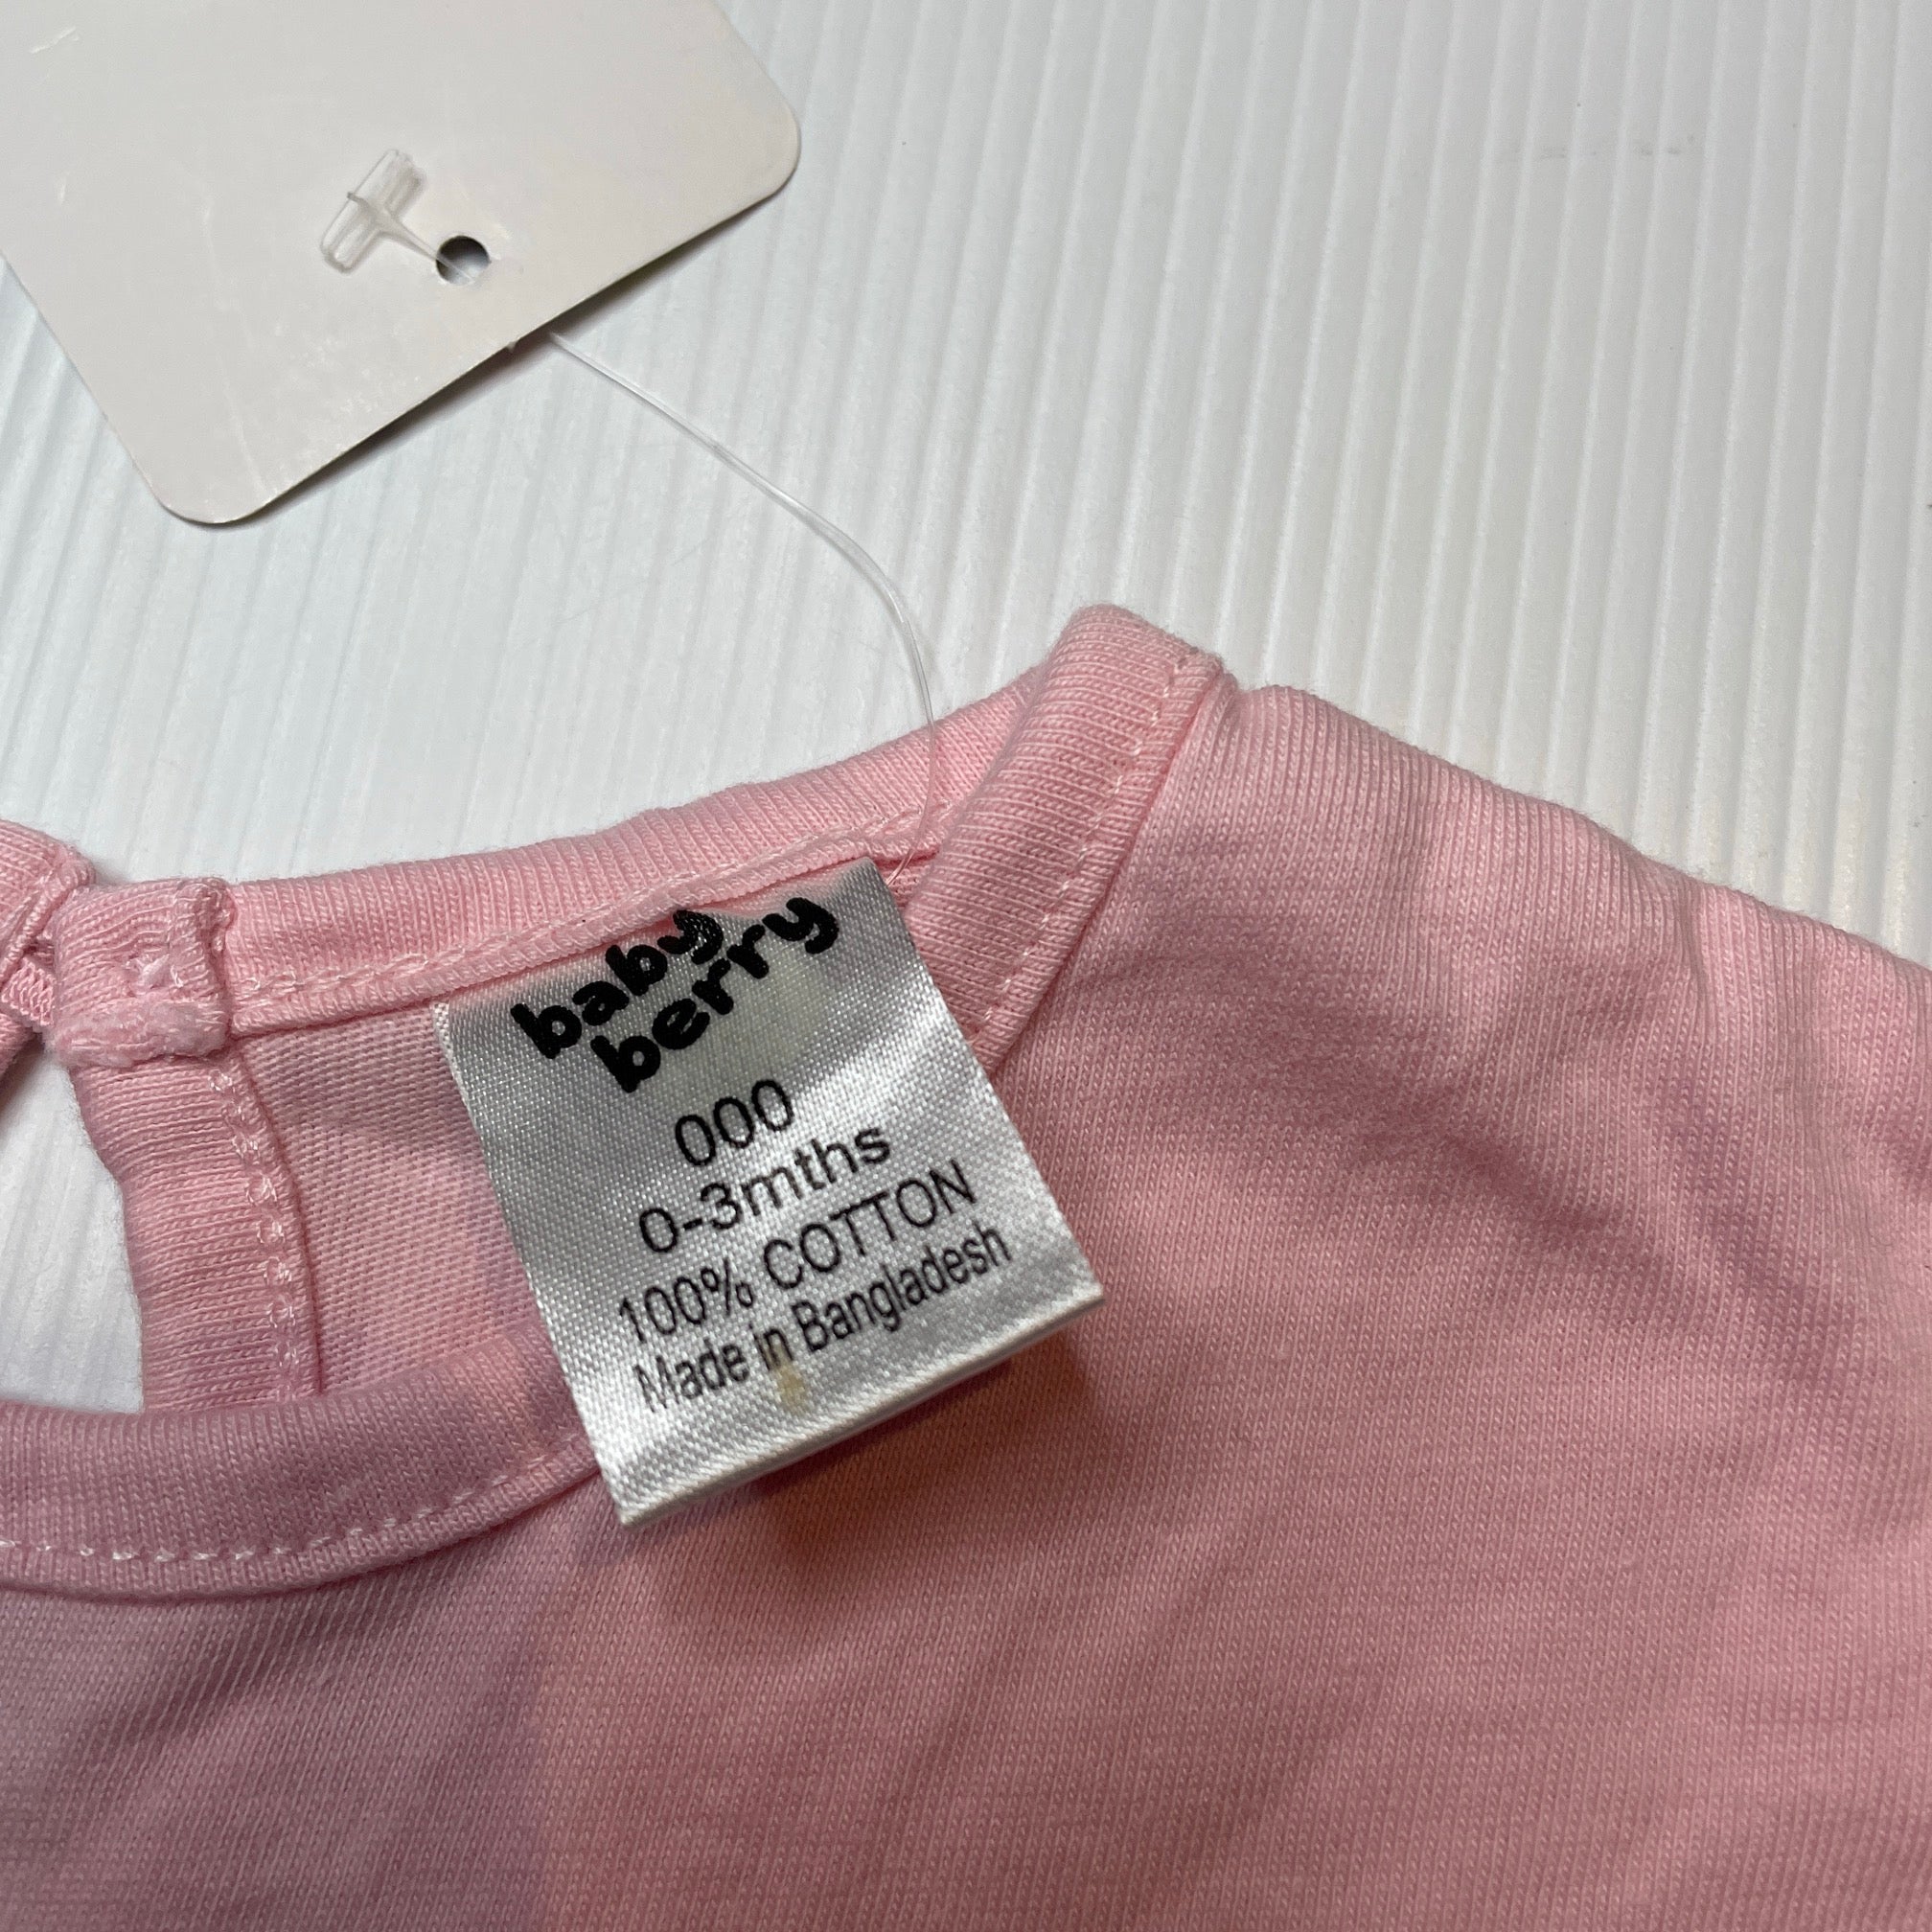 baby
berry
000
0-3mths
100% COTTON
Made in Bangladesh